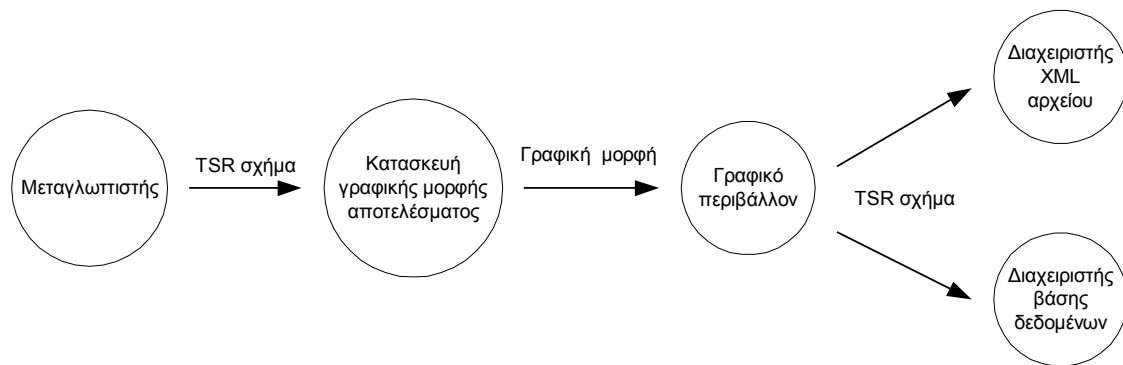 Μεταγλωττιστής
TSR σχήμα
Κατασκευή
γραφικής μορφής
αποτελέσματος
Γραφική μορφή
Γραφικό
περιβάλλον
TSR σχήμα
Διαχειριστής
XML
αρχείου
Διαχειριστής
βάσης
δεδομένων